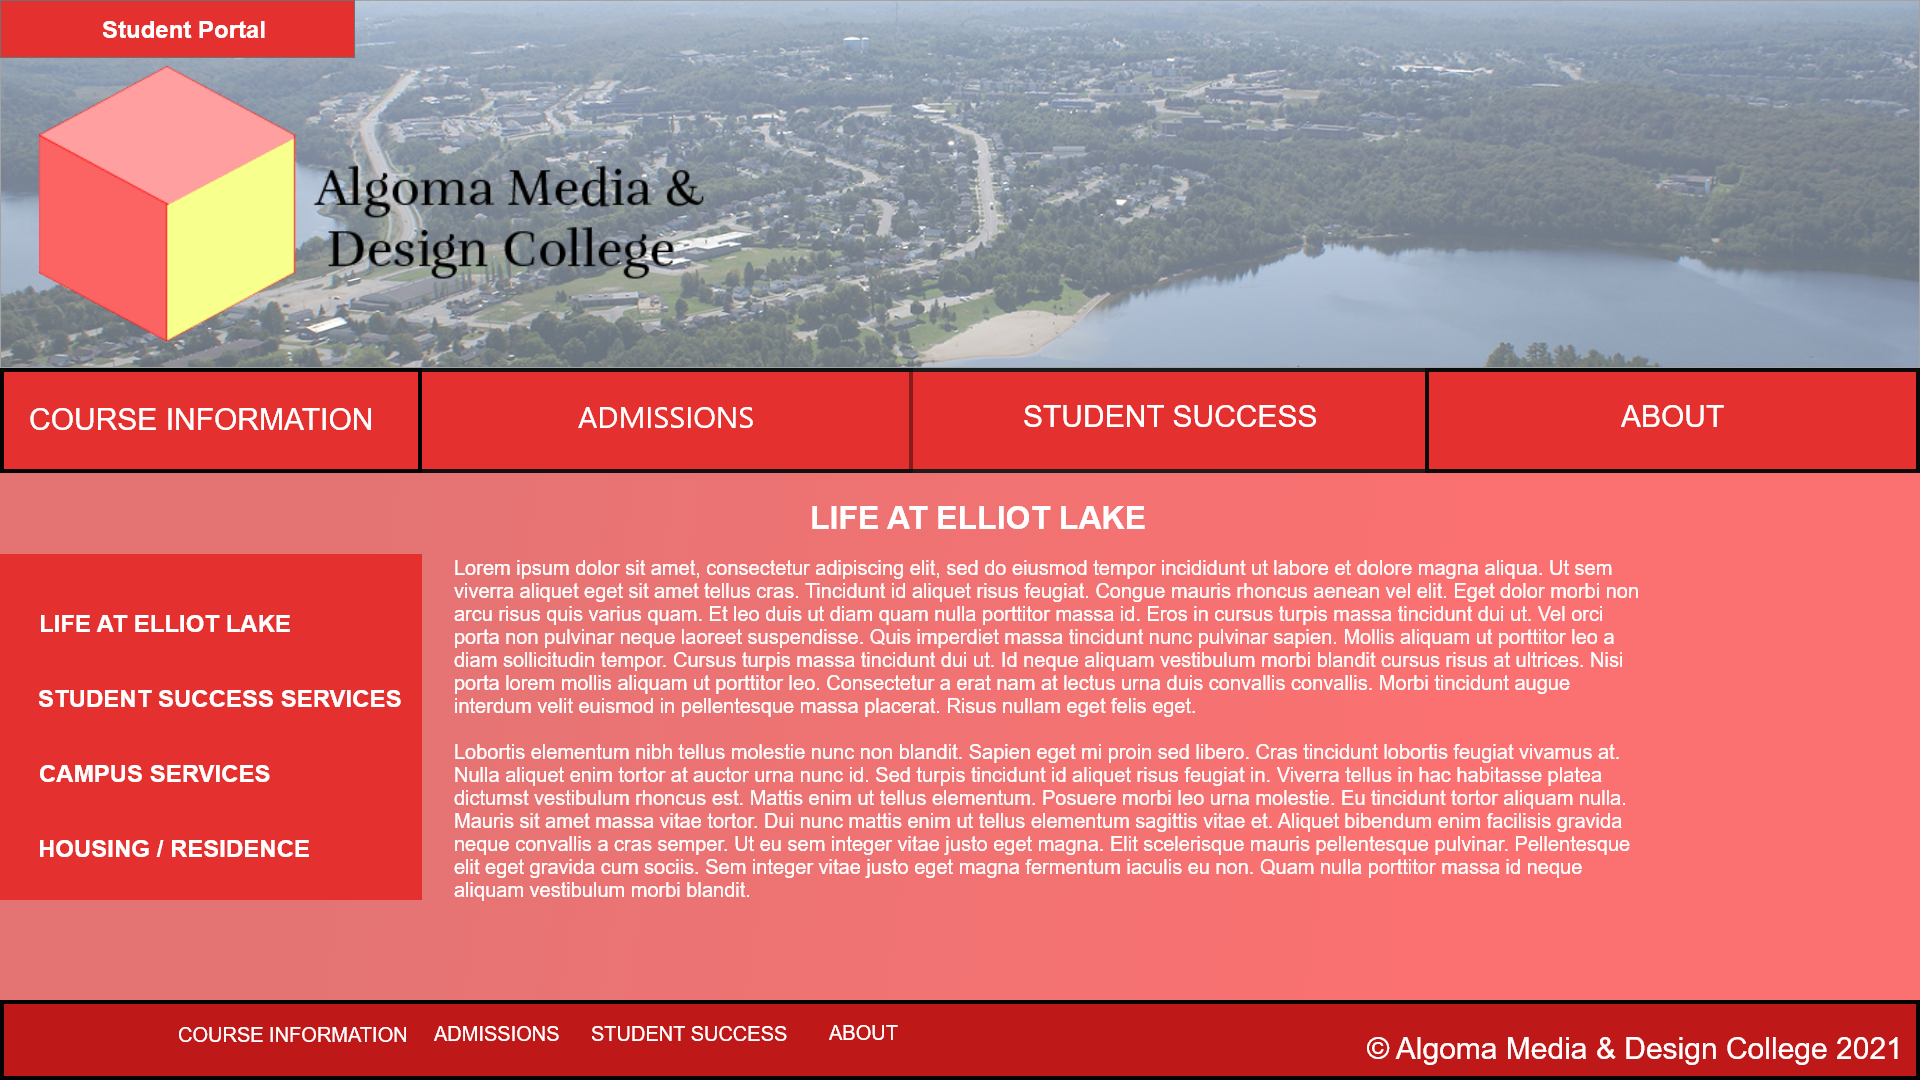 Student Portal
Algoma Media &
Design College
COURSE INFORMATION
ADMISSIONS
STUDENT SUCCESS
ABOUT
LIFE AT ELLIOT LAKE
LIFE AT ELLIOT LAKE
STUDENT SUCCESS SERVICES
CAMPUS SERVICES
HOUSING / RESIDENCE
Lorem ipsum dolor sit amet, consectetur adipiscing elit, sed do eiusmod tempor incididunt ut labore et dolore magna aliqua. Ut sem
viverra aliquet eget sit amet tellus cras. Tincidunt id aliquet risus feugiat. Congue mauris rhoncus aenean vel elit. Eget dolor morbi non
arcu risus quis varius quam. Et leo duis ut diam quam nulla porttitor massa id. Eros in cursus turpis massa tincidunt dui ut. Vel orci
porta non pulvinar neque laoreet suspendisse. Quis imperdiet massa tincidunt nunc pulvinar sapien. Mollis aliquam ut porttitor leo a
diam sollicitudin tempor. Cursus turpis massa tincidunt dui ut. Id neque aliquam vestibulum morbi blandit cursus risus at ultrices. Nisi
porta lorem mollis aliquam ut porttitor leo. Consectetur a erat nam at lectus urna duis convallis convallis. Morbi tincidunt augue
interdum velit euismod in pellentesque massa placerat. Risus nullam eget felis eget.
Lobortis elementum nibh tellus molestie nunc non blandit. Sapien eget mi proin sed libero. Cras tincidunt lobortis feugiat vivamus at.
Nulla aliquet enim tortor at auctor urna nunc id. Sed turpis tincidunt id aliquet risus feugiat in. Viverra tellus in hac habitasse platea
dictumst vestibulum rhoncus est. Mattis enim ut tellus elementum. Posuere morbi leo urna molestie. Eu tincidunt tortor aliquam nulla.
Mauris sit amet massa vitae tortor. Dui nunc mattis enim ut tellus elementum sagittis vitae et. Aliquet bibendum enim facilisis gravida
neque convallis a cras semper. Ut eu sem integer vitae justo eget magna. Elit scelerisque mauris pellentesque pulvinar. Pellentesque
elit eget gravida cum sociis. Sem integer vitae justo eget magna fermentum iaculis eu non. Quam nulla porttitor massa id neque
aliquam vestibulum morbi blandit.
COURSE INFORMATION
ADMISSIONS
STUDENT SUCCESS
ABOUT
© Algoma Media & Design College 2021